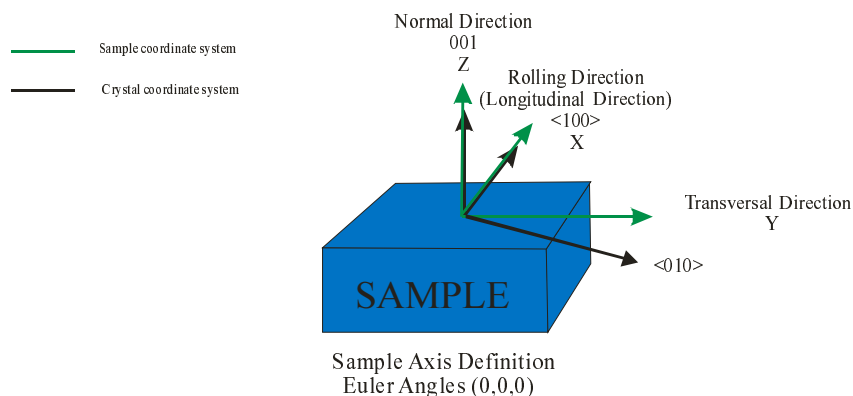 Normal Direction
001
Z
Sample coordinate system
Crystal coordinate system
Rolling Direction
(Longitudinal Direction)
<100>
X
Transversal Direction
Y
<010>
SAMPLE
Sample Axis Definition
Euler Angles (0,0,0)